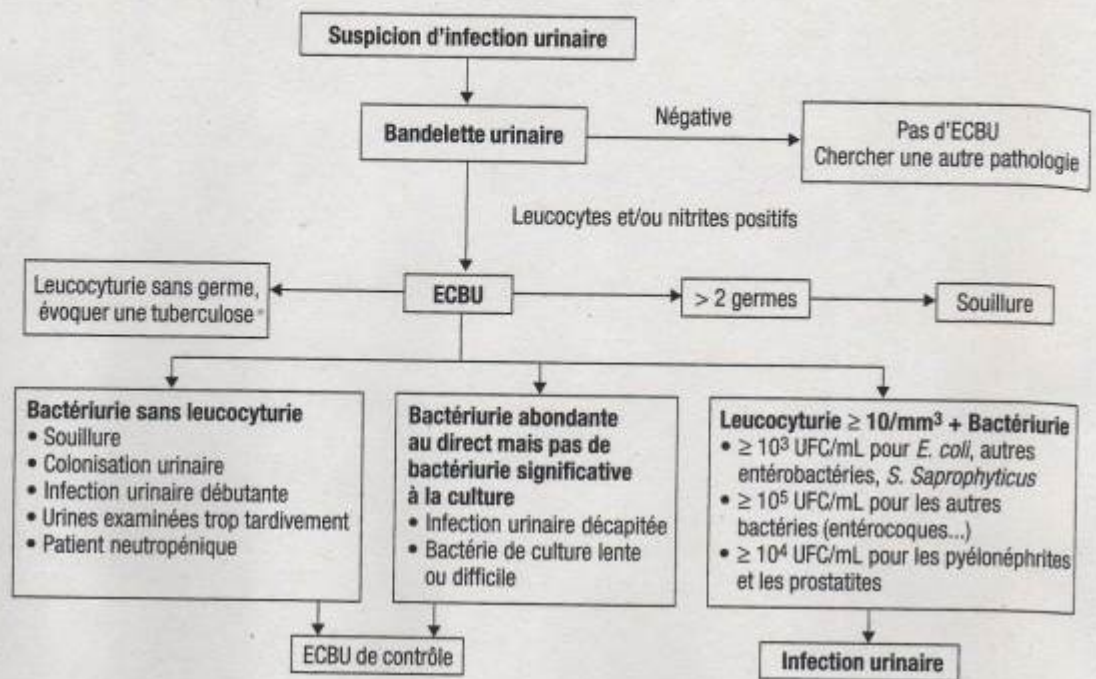 Suspicion d'infection urinaire
Bandelette urinaire
Négative
Pas d'ECBU
Chercher une autre pathologie
Leucocytes et/ou nitrites positifs
Leucocyturie sans germe,
évoquer une tuberculose
ECBU
> 2 germes
Souillure
Bactériurie sans leucocyturie
• Souillure
• Colonisation urinaire
• Infection urinaire débutante
• Urines examinées trop tardivement
• Patient neutropénique
Bactériurie abondante
au direct mais pas de
bactériurie significative
à la culture
• Infection urinaire décapitée
• Bactérie de culture lente
ou difficile
Leucocyturie ≥ 10/mm³ + Bactériurie
• ≥ 10³ UFC/mL pour E. coli, autres
entérobactéries, S. Saprophyticus
• ≥ 10⁵ UFC/mL pour les autres
bactéries (entérocoques...)
• ≥ 10⁴ UFC/mL pour les pyélonéphrites
et les prostatites
ECBU de contrôle
Infection urinaire